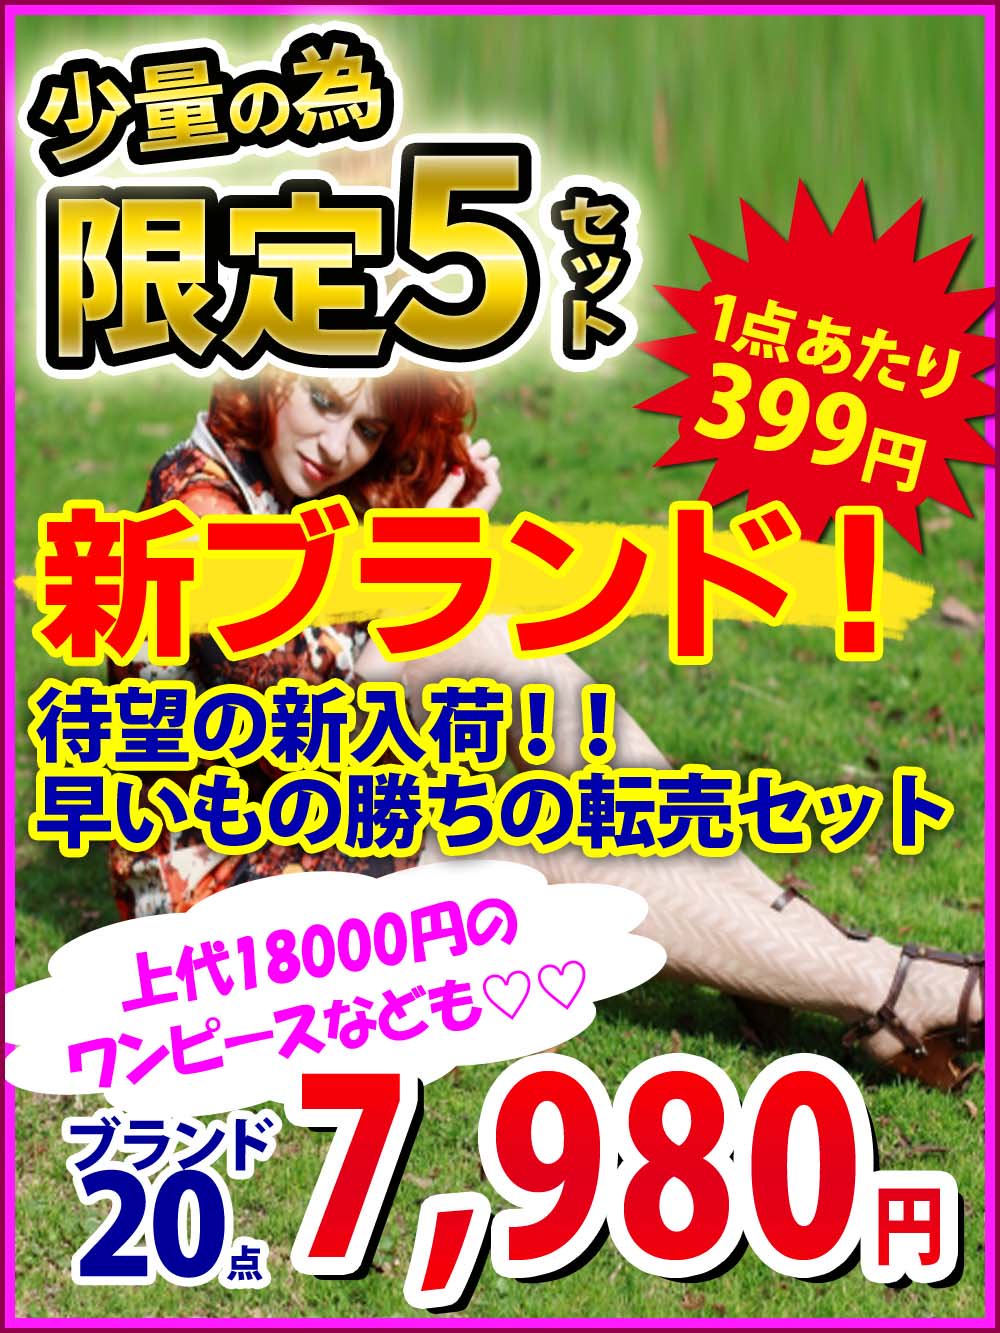 少量の為
限定5セット
1点あたり
399円
新ブランド！
待望の新入荷！！
早いもの勝ちの転売セット
上代18000円の
ワンピースなども♡♡
ブランド
20点
7,980円